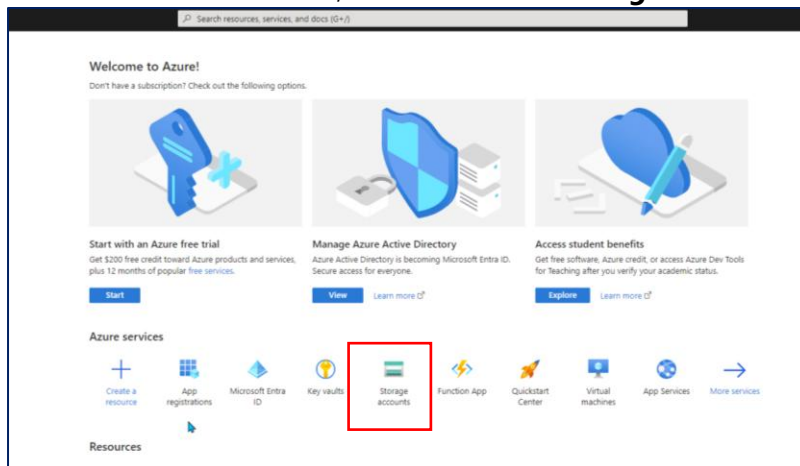 Search resources, services, and docs (G+/)
Welcome to Azure!
Don't have a subscription? Check out the following options.
Start with an Azure free trial
Get $200 free credit toward Azure products and services,
plus 12 months of popular free services.
Start
Manage Azure Active Directory
Azure Active Directory is becoming Microsoft Entra ID.
Secure access for everyone.
View Learn more
Access student benefits
Get free software, Azure credit, or access Azure Dev Tools
for Teaching after you verify your academic status.
Explore Learn more
Azure services
Create a
resource
App
registrations
Microsoft Entra
ID
Key vaults
Storage
accounts
Function App
Quickstart
Center
Virtual
machines
App Services
More services
Resources